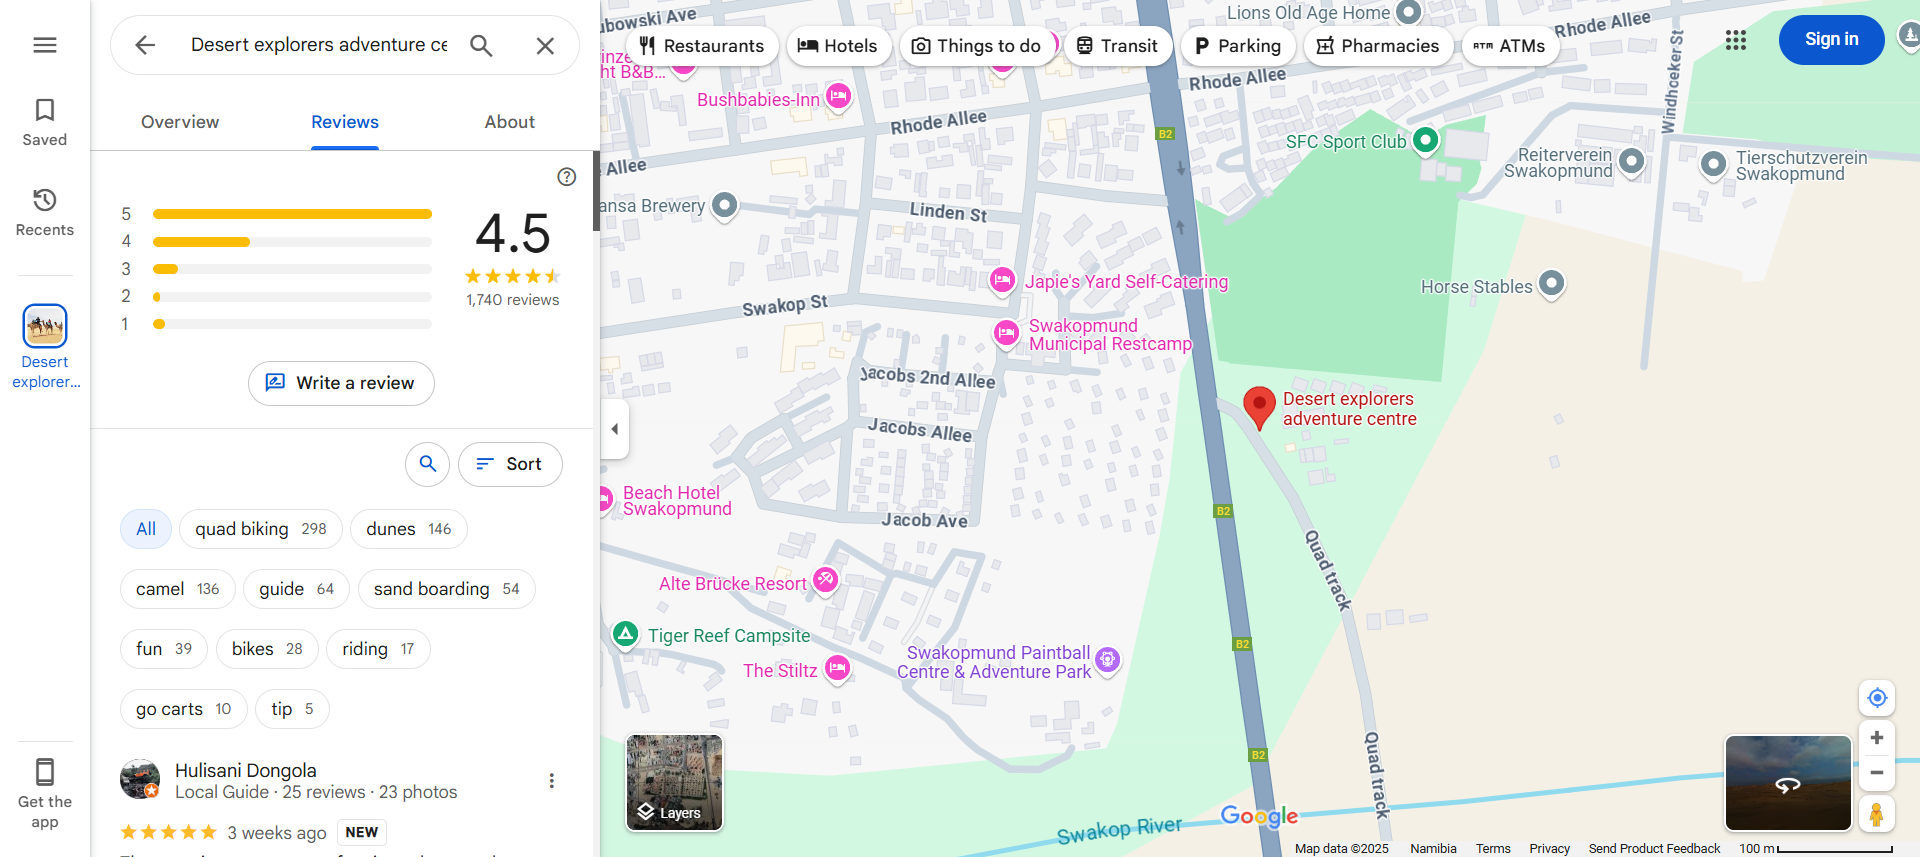 Saved
Recents
Desert
explorer...
Get the
app
Desert explorers adventure ce
Overview
Reviews
About
5
4
3
2
1
4.5
1,740 reviews
Write a review
Sort
All
quad biking 298
dunes 146
camel 136
guide 64
sand boarding 54
fun 39
bikes 28
riding 17
go carts 10
tip 5
Hulisani Dongola
Local Guide · 25 reviews · 23 photos
3 weeks ago NEW
Restaurants
Hotels
Things to do
Transit
Parking
Pharmacies
ATMs
Sign in
Lions Old Age Home
Rhode Allee
Windhoeker St
ht B&B...
Bushbabies-Inn
Rhode Allee
Rhode Allee
B2
SFC Sport Club
Reiterverein
Swakopmund
Tierschutzverein
Swakopmund
Allee
ansa Brewery
Linden St
Japie's Yard Self-Catering
Horse Stables
Swakop St
Swakopmund
Municipal Restcamp
Jacobs 2nd Allee
Desert explorers
adventure centre
Jacobs Allee
Beach Hotel
Swakopmund
Jacob Ave
B2
Quad track
Alte Brücke Resort
Tiger Reef Campsite
The Stiltz
Swakopmund Paintball
Centre & Adventure Park
B2
B2
Quad track
Layers
Swakop River
Google
Map data ©2025
Namibia
Terms
Privacy
Send Product Feedback
100 m